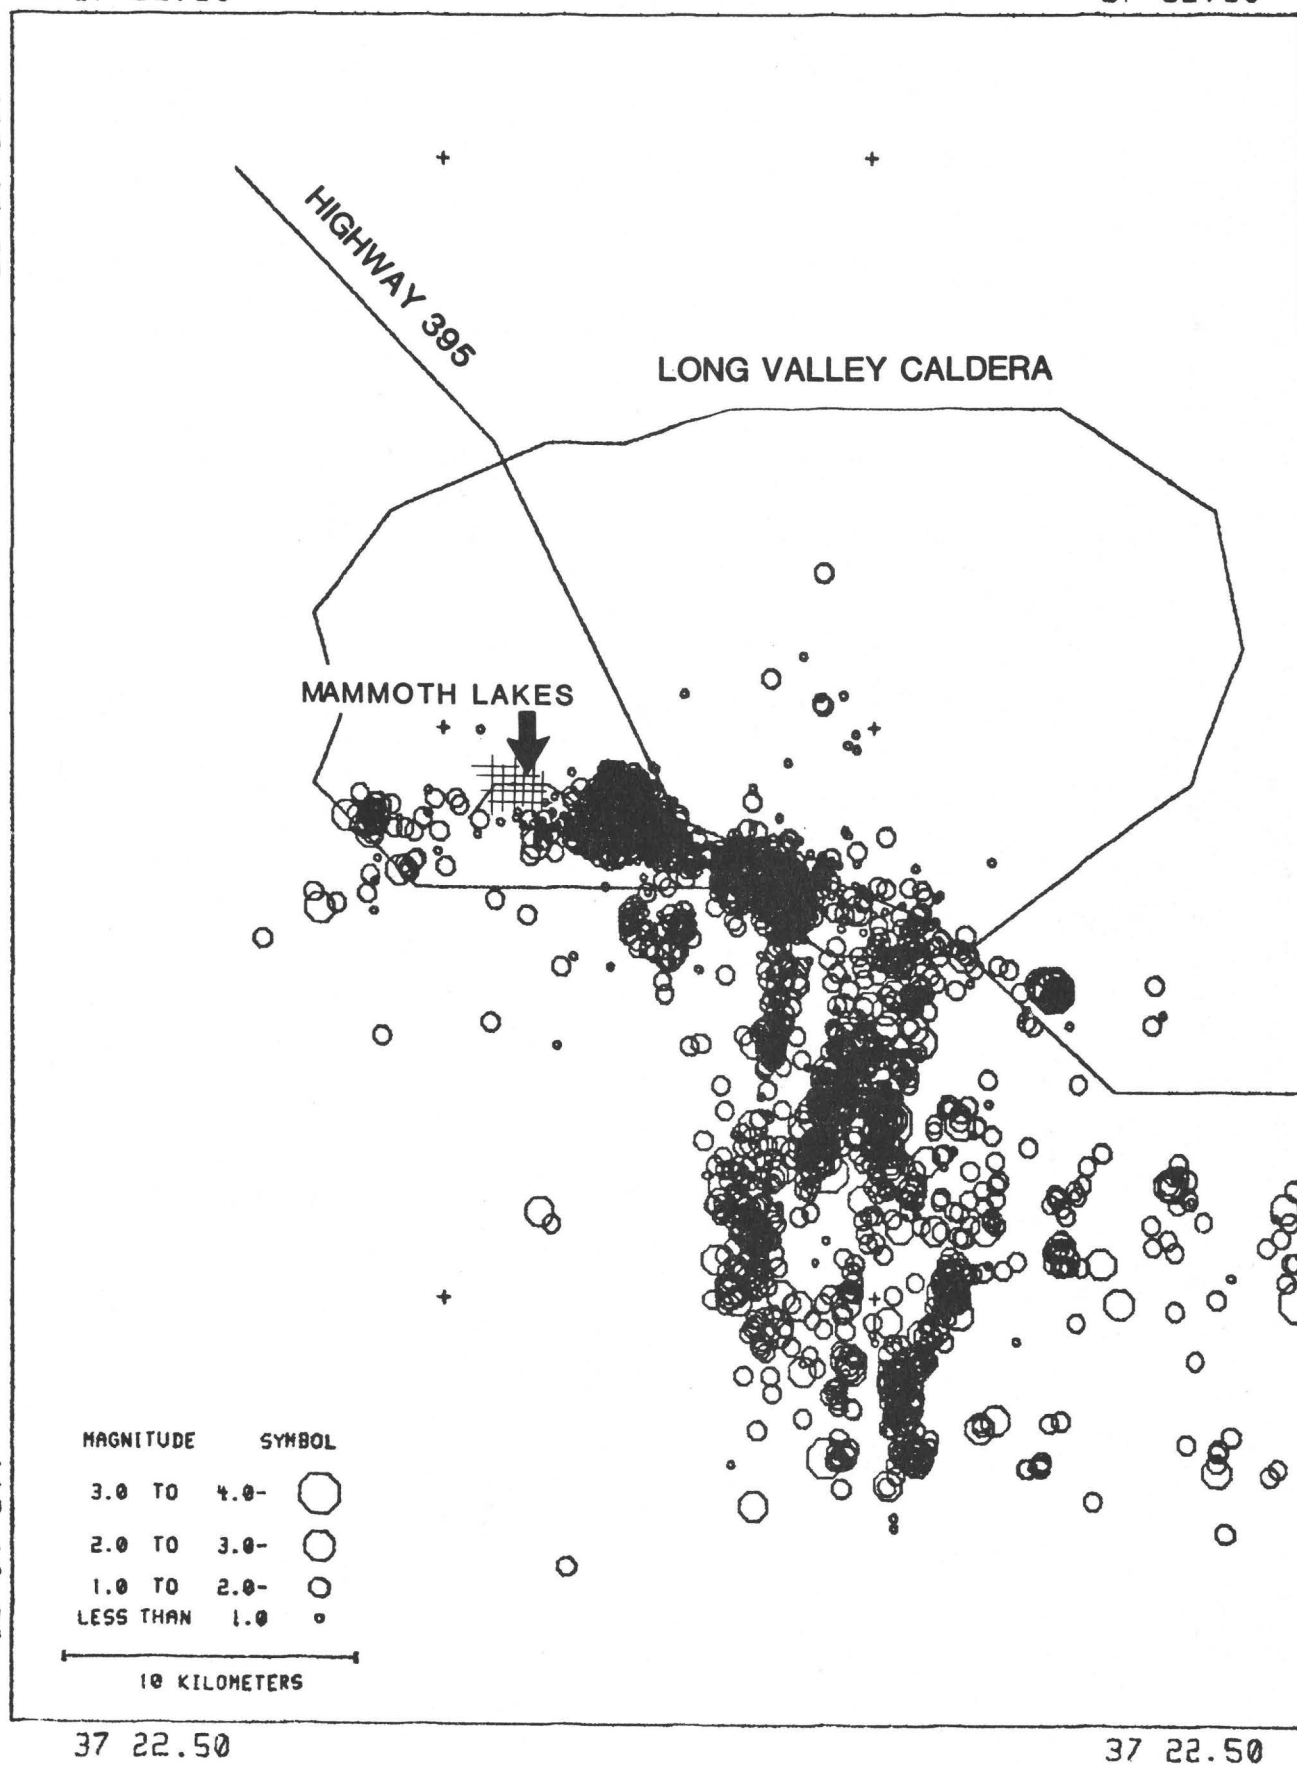 HIGHWAY 395
LONG VALLEY CALDERA
MAMMOTH LAKES
MAGNITUDE SYMBOL
3.0 TO 4.0-
2.0 TO 3.0-
1.0 TO 2.0-
LESS THAN 1.0
10 KILOMETERS
37 22.50 37 22.50